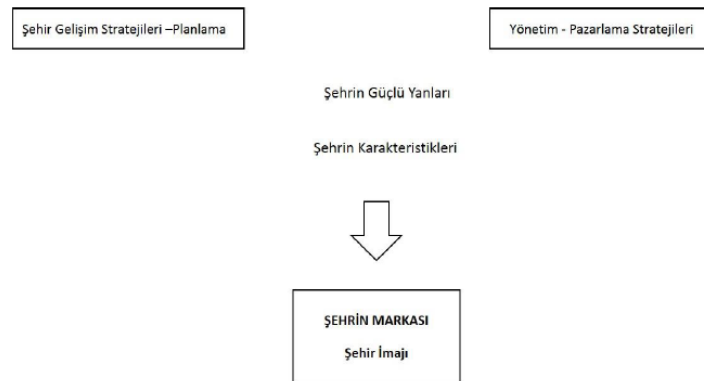 Şehir Gelişim Stratejileri –Planlama
Yönetim - Pazarlama Stratejileri
Şehrin Güçlü Yanları
Şehrin Karakteristikleri
ŞEHRİN MARKASI
Şehir İmajı